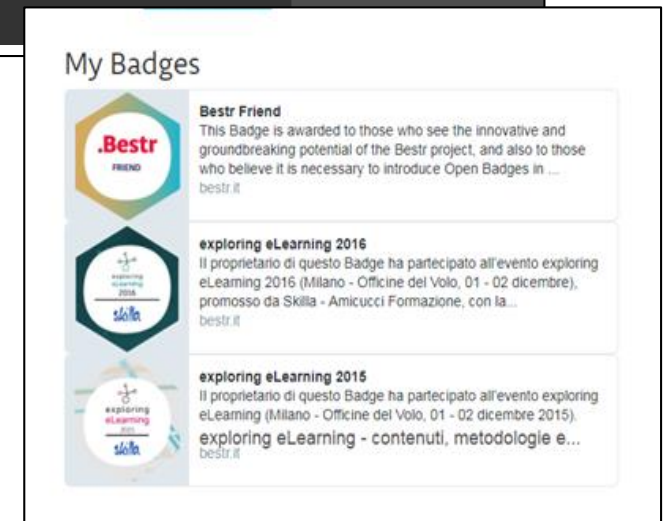 My Badges
.Bestr
FRIEND
Bestr Friend
This Badge is awarded to those who see the innovative and
groundbreaking potential of the Bestr project, and also to those
who believe it is necessary to introduce Open Badges in ...
bestr.it
exploring
eLearning
2016
skilla
exploring eLearning 2016
Il proprietario di questo Badge ha partecipato all'evento exploring
eLearning 2016 (Milano - Officine del Volo, 01 - 02 dicembre),
promosso da Skilla - Amicucci Formazione, con la...
bestr.it
exploring
eLearning
2015
skilla
exploring eLearning 2015
Il proprietario di questo Badge ha partecipato all'evento exploring
eLearning (Milano - Officine del Volo, 01 - 02 dicembre 2015).
exploring eLearning - contenuti, metodologie e...
bestr.it